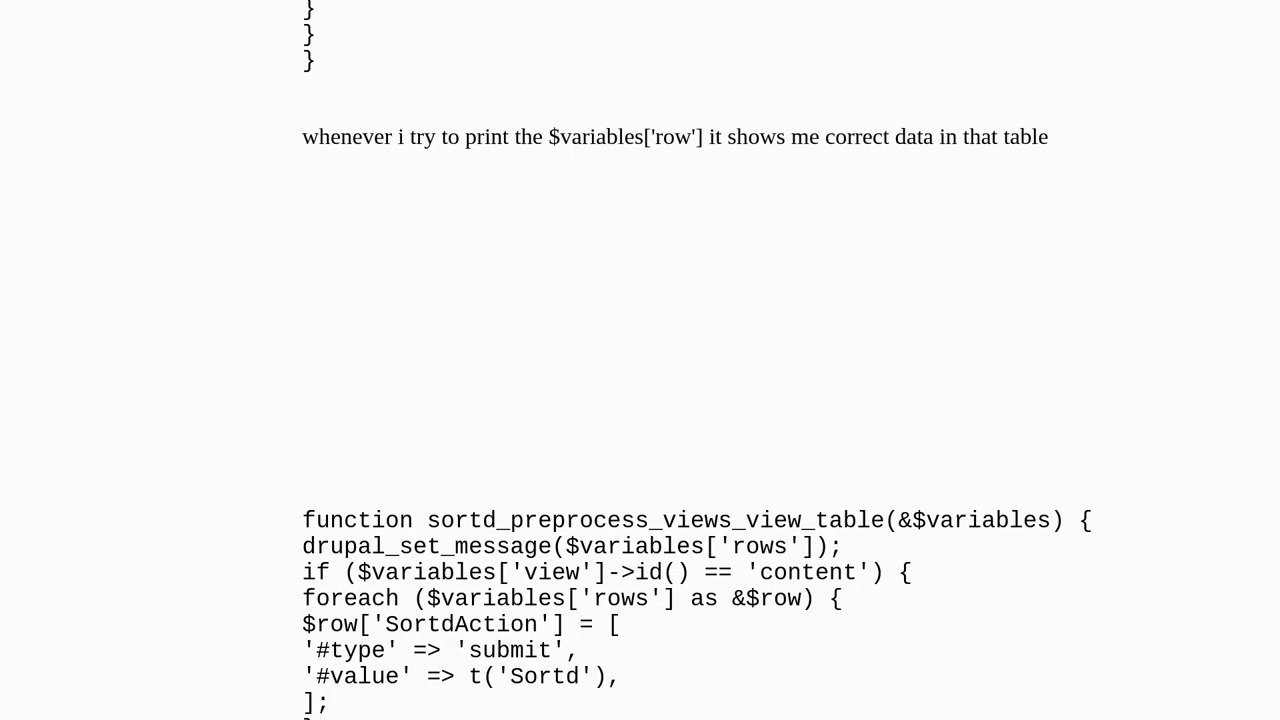 }
}
}
whenever i try to print the $variables['row'] it shows me correct data in that table
function sortd_preprocess_views_view_table(&$variables) {
drupal_set_message($variables['rows']);
if ($variables['view']->id() == 'content') {
foreach ($variables['rows'] as &$row) {
$row['SortdAction'] = [
'#type' => 'submit',
'#value' => t('Sortd'),
];
}